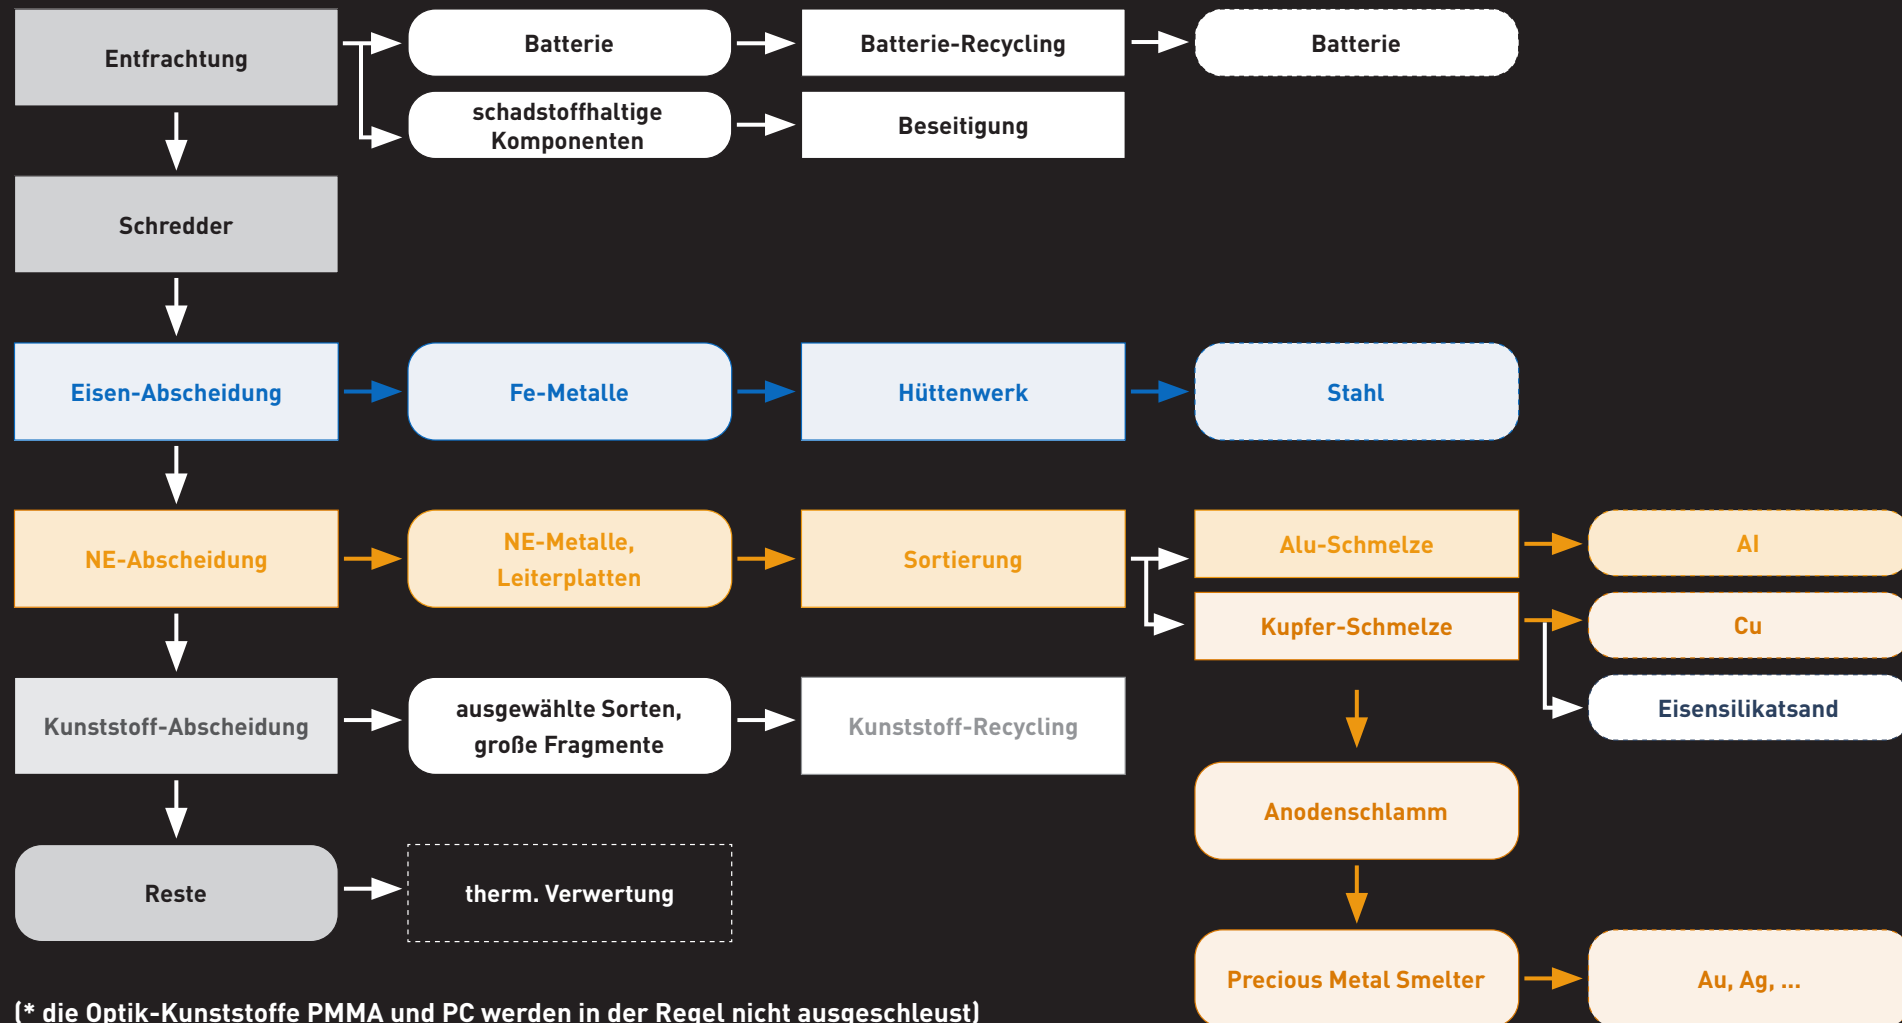 Entfrachtung
Batterie
Batterie-Recycling
Batterie
schadstoffhaltige
Komponenten
Beseitigung
Schredder
Eisen-Abscheidung
Fe-Metalle
Hüttenwerk
Stahl
NE-Abscheidung
NE-Metalle,
Leiterplatten
Sortierung
Alu-Schmelze
Al
Kupfer-Schmelze
Cu
Eisensilikatsand
Kunststoff-Abscheidung
ausgewählte Sorten,
große Fragmente
Kunststoff-Recycling
Anodenschlamm
Reste
therm. Verwertung
Precious Metal Smelter
Au, Ag, ...
(* die Optik-Kunststoffe PMMA und PC werden in der Regel nicht ausgeschleust)